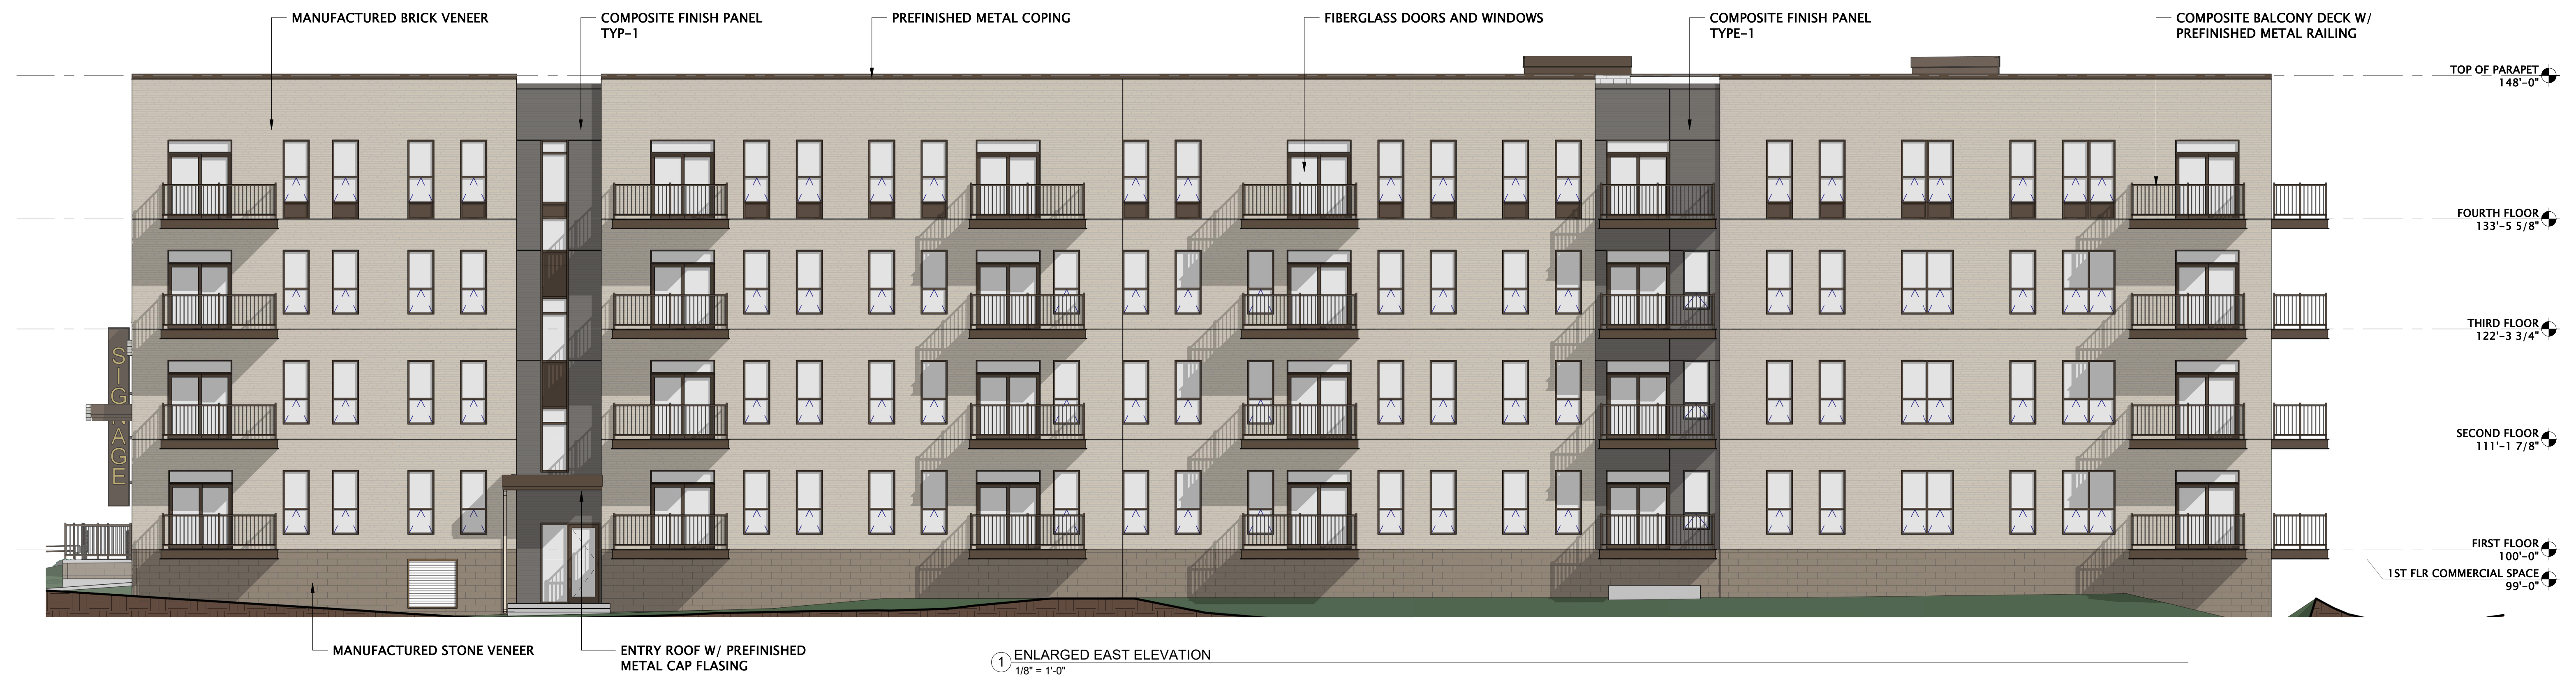 MANUFACTURED BRICK VENEER
COMPOSITE FINISH PANEL
TYP-1
PREFINISHED METAL COPING
FIBERGLASS DOORS AND WINDOWS
COMPOSITE FINISH PANEL
TYPE-1
COMPOSITE BALCONY DECK W/
PREFINISHED METAL RAILING
TOP OF PARAPET
148'-0"
FOURTH FLOOR
133'-5 5/8"
THIRD FLOOR
122'-3 3/4"
SIGNAGE
SECOND FLOOR
111'-1 7/8"
FIRST FLOOR
100'-0"
1ST FLR COMMERCIAL SPACE
99'-0"
MANUFACTURED STONE VENEER
ENTRY ROOF W/ PREFINISHED
METAL CAP FLASING
1 ENLARGED EAST ELEVATION
1/8" = 1'-0"